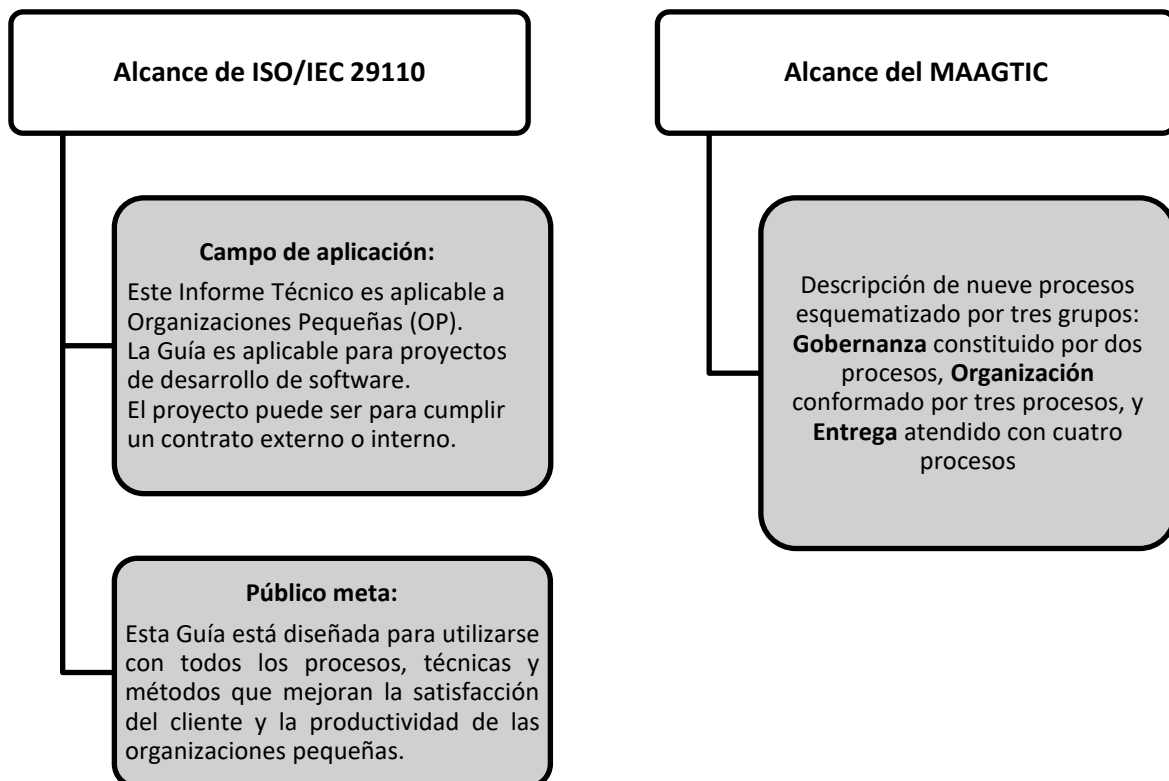 Alcance de ISO/IEC 29110
Campo de aplicación:
Este Informe Técnico es aplicable a
Organizaciones Pequeñas (OP).
La Guía es aplicable para proyectos
de desarrollo de software.
El proyecto puede ser para cumplir
un contrato externo o interno.
Público meta:
Esta Guía está diseñada para utilizarse
con todos los procesos, técnicas y
métodos que mejoran la satisfacción
del cliente y la productividad de las
organizaciones pequeñas.
Alcance del MAAGTIC
Descripción de nueve procesos
esquematizado por tres grupos:
Gobernanza constituido por dos
procesos, Organización
conformado por tres procesos, y
Entrega atendido con cuatro
procesos